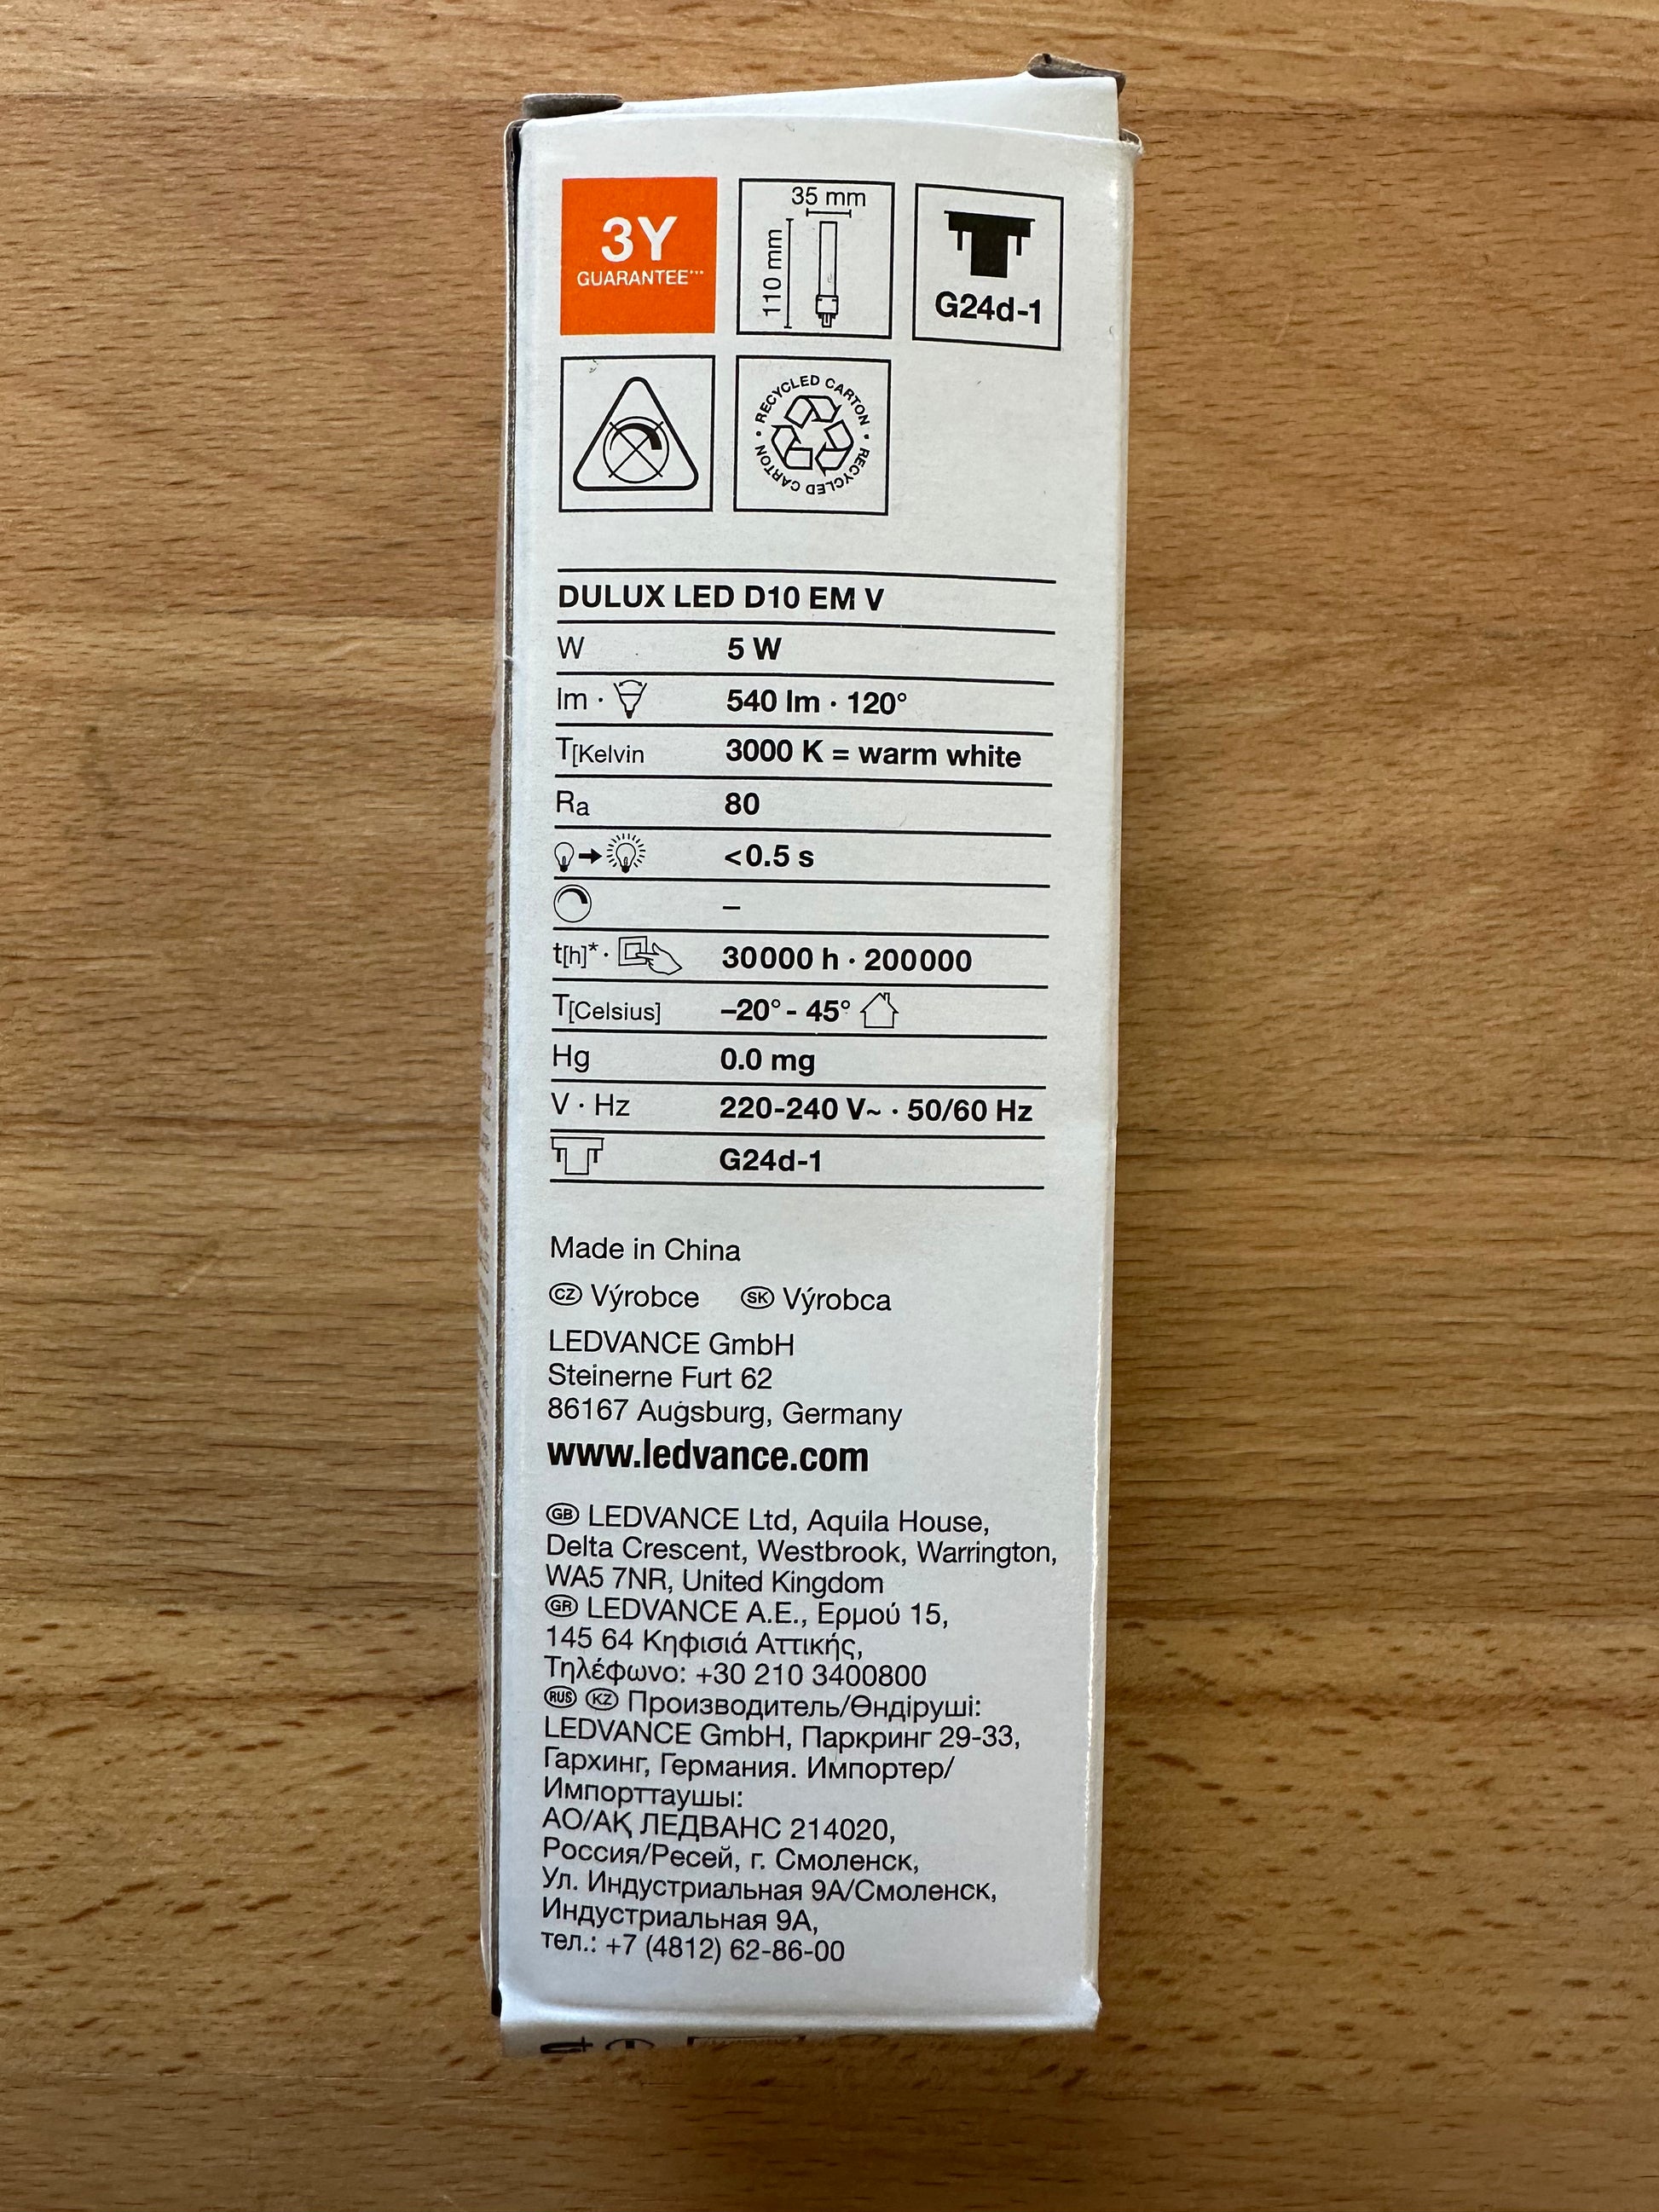 3Y
GUARANTEE***
35 mm
110 mm
G24d-1
RECYCLED CARTON • RECYCLED CARTON •
DULUX LED D10 EM V
W 5 W
lm · 540 lm · 120°
T[Kelvin 3000 K = warm white
Ra 80
<0.5 s
–
t[h]* · 30000 h · 200000
T[Celsius] –20° - 45°
Hg 0.0 mg
V · Hz 220-240 V~ · 50/60 Hz
G24d-1
Made in China
CZ Výrobce SK Výrobca
LEDVANCE GmbH
Steinerne Furt 62
86167 Augsburg, Germany
www.ledvance.com
GB LEDVANCE Ltd, Aquila House,
Delta Crescent, Westbrook, Warrington,
WA5 7NR, United Kingdom
GR LEDVANCE A.E., Ερμού 15,
145 64 Κηφισιά Αττικής,
Τηλέφωνο: +30 210 3400800
RUS KZ Производитель/Өндіруші:
LEDVANCE GmbH, Паркринг 29-33,
Гархинг, Германия. Импортер/
Импорттаушы:
АО/АҚ ЛЕДВАНС 214020,
Россия/Ресей, г. Смоленск,
Ул. Индустриальная 9А/Смоленск,
Индустриальная 9А,
тел.: +7 (4812) 62-86-00